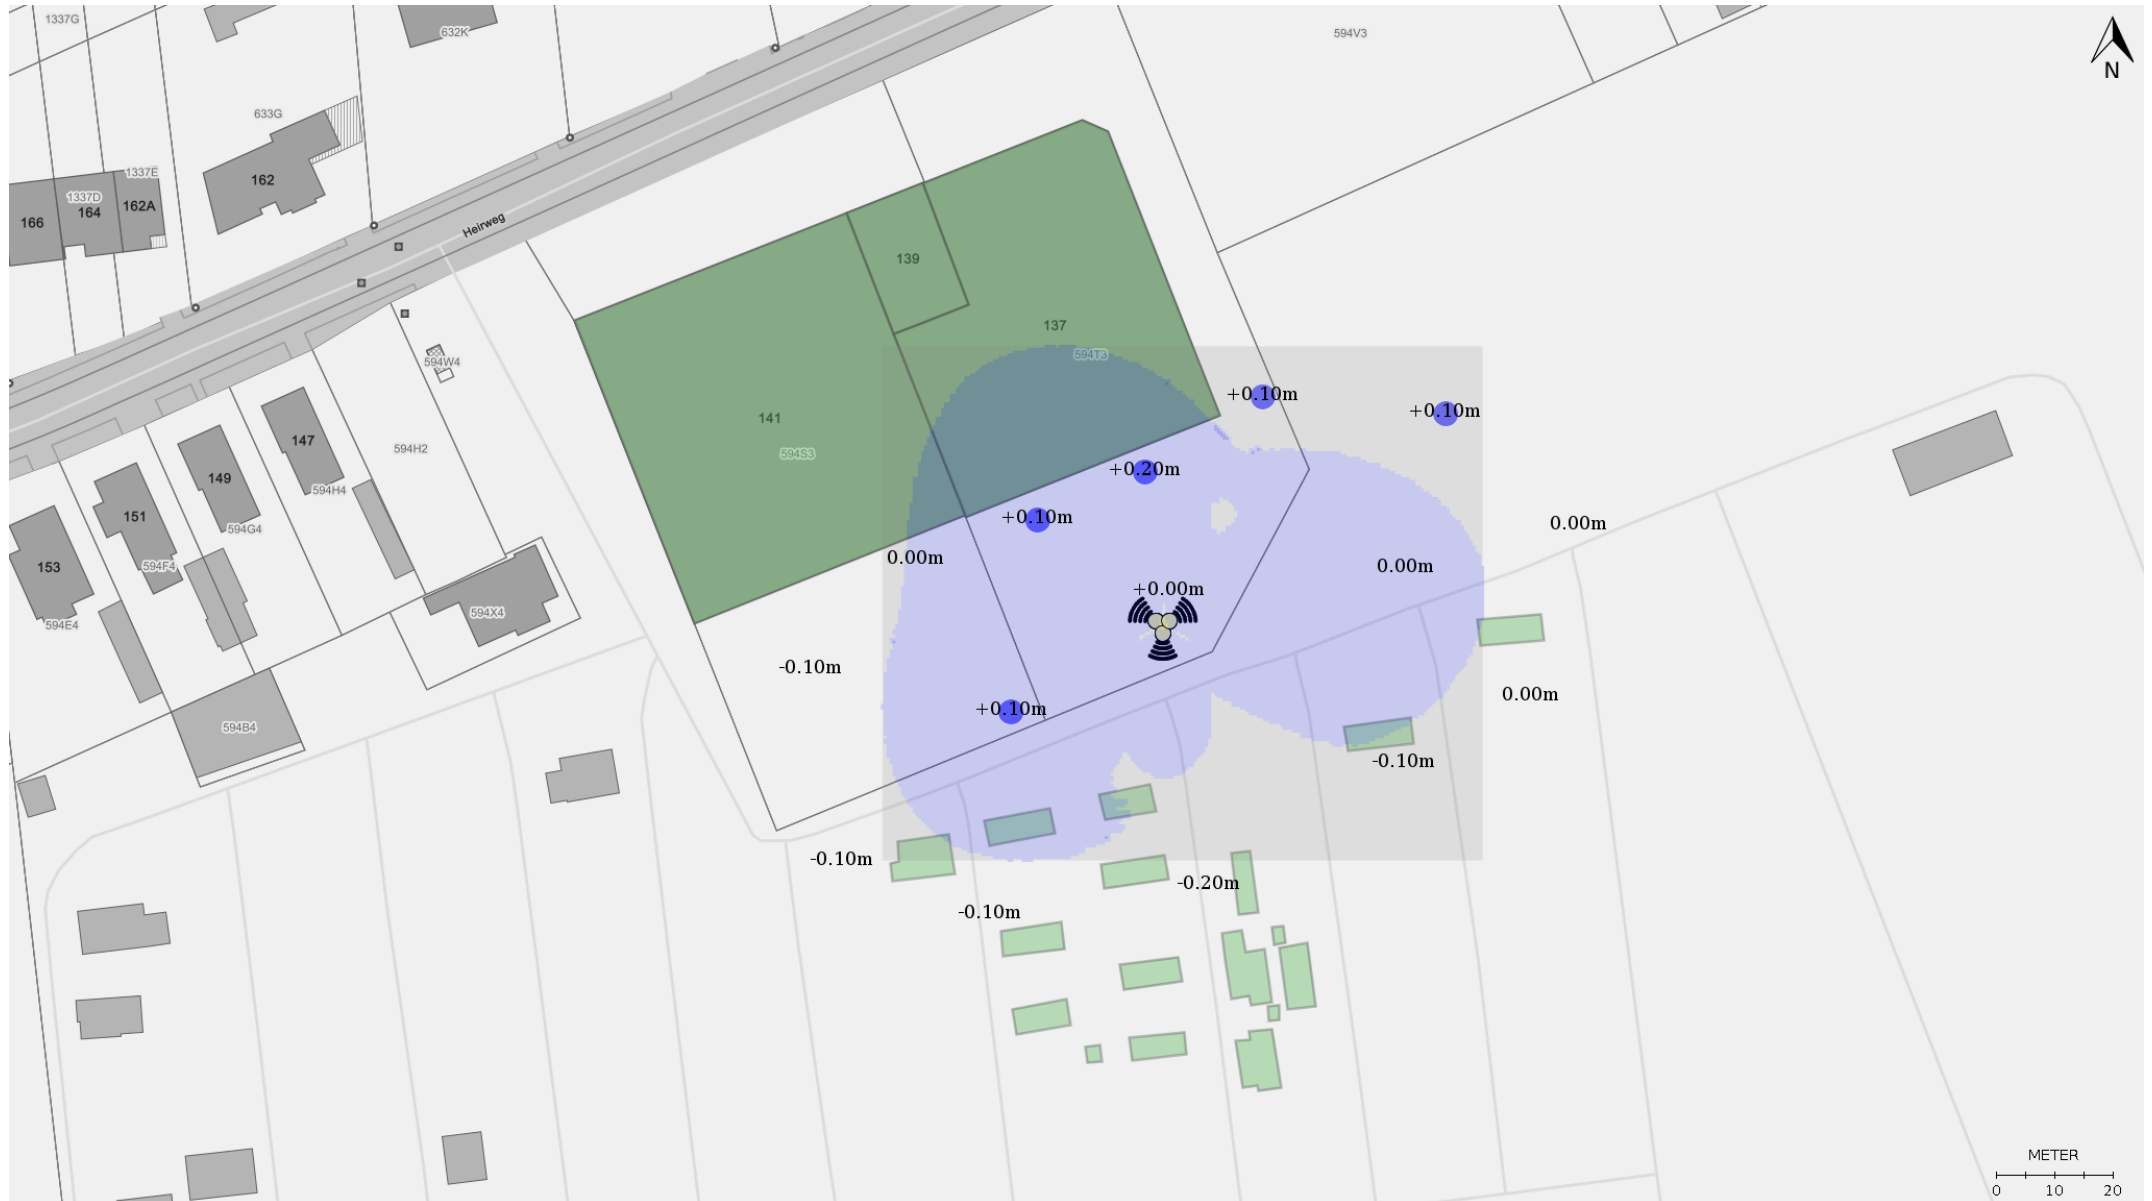 1337G
632K
594V3
N
633G
162
1337E
1337D
166
164
162A
Heirweg
139
137
594T3
594W4
+0.10m
+0.10m
141
594S3
147
594H2
149
594H4
+0.20m
151
594G4
+0.10m
0.00m
0.00m
0.00m
153
594F4
+0.00m
594E4
594X4
-0.10m
0.00m
+0.10m
594B4
-0.10m
-0.10m
-0.20m
-0.10m
METER
0 10 20